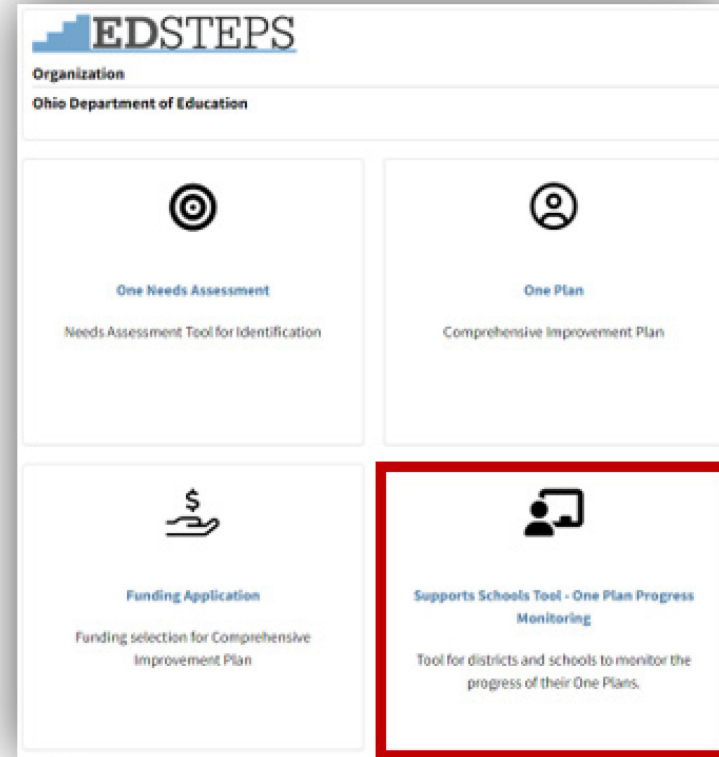 EDSTEPS
Organization
Ohio Department of Education
One Needs Assessment
Needs Assessment Tool for Identification
One Plan
Comprehensive Improvement Plan
$
Funding Application
Funding selection for Comprehensive
Improvement Plan
Supports Schools Tool - One Plan Progress
Monitoring
Tool for districts and schools to monitor the
progress of their One Plans.